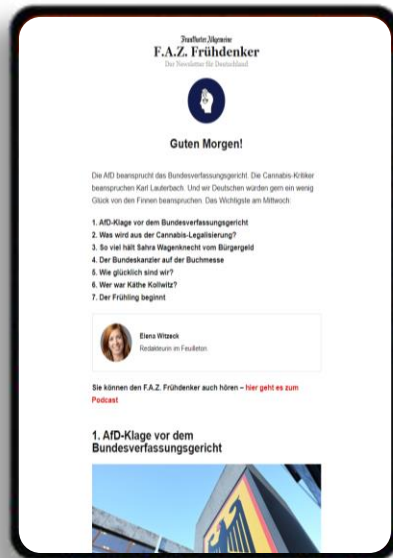 Frankfurter Allgemeine
F.A.Z. Frühdenker
Der Newsletter für Deutschland
Guten Morgen!
Die AfD beansprucht das Bundesverfassungsgericht. Die Cannabis-Kritiker
beanspruchen Karl Lauterbach. Und wir Deutschen würden gern ein wenig
Glück von den Finnen beanspruchen. Das Wichtigste am Mittwoch:
1. AfD-Klage vor dem Bundesverfassungsgericht
2. Was wird aus der Cannabis-Legalisierung?
3. So viel hält Sahra Wagenknecht vom Bürgergeld
4. Der Bundeskanzler auf der Buchmesse
5. Wie glücklich sind wir?
6. Wer war Käthe Kollwitz?
7. Der Frühling beginnt
Elena Witzeck
Redakteurin im Feuilleton
Sie können den F.A.Z. Frühdenker auch hören – hier geht es zum
Podcast
1. AfD-Klage vor dem
Bundesverfassungsgericht